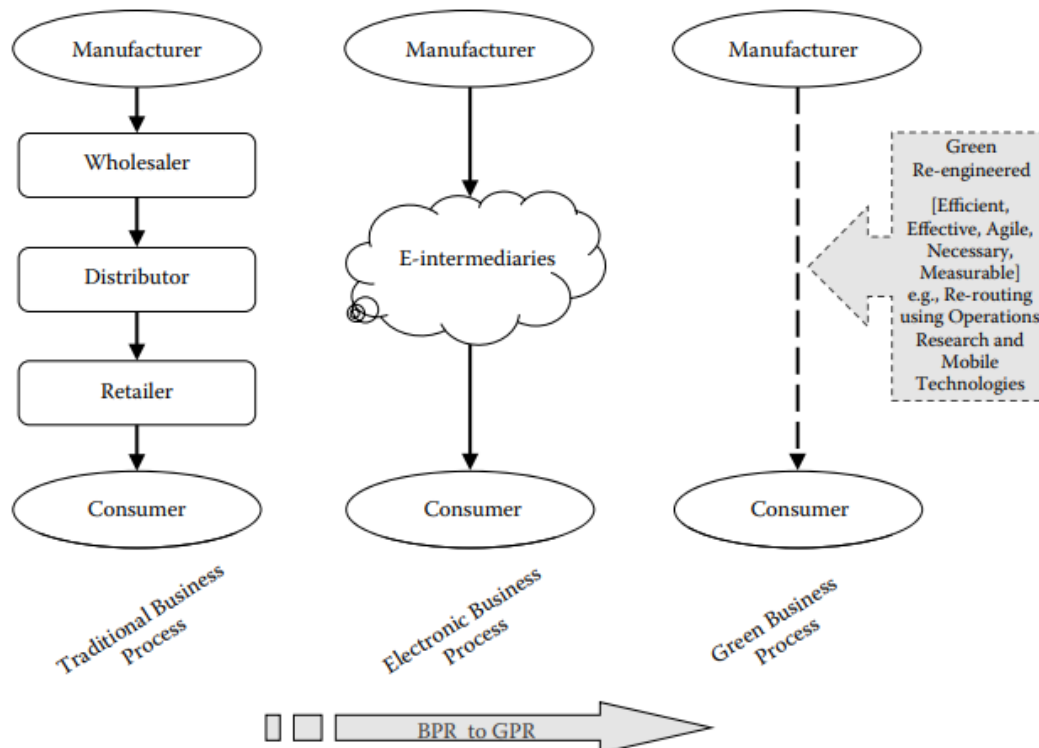 Manufacturer
Wholesaler
Distributor
Retailer
Consumer
Traditional Business
Process
Manufacturer
E-intermediaries
Consumer
Electronic Business
Process
Manufacturer
Consumer
Green Business
Process
Green
Re-engineered
[Efficient,
Effective, Agile,
Necessary,
Measurable]
e.g., Re-routing
using Operations
Research and
Mobile
Technologies
BPR to GPR